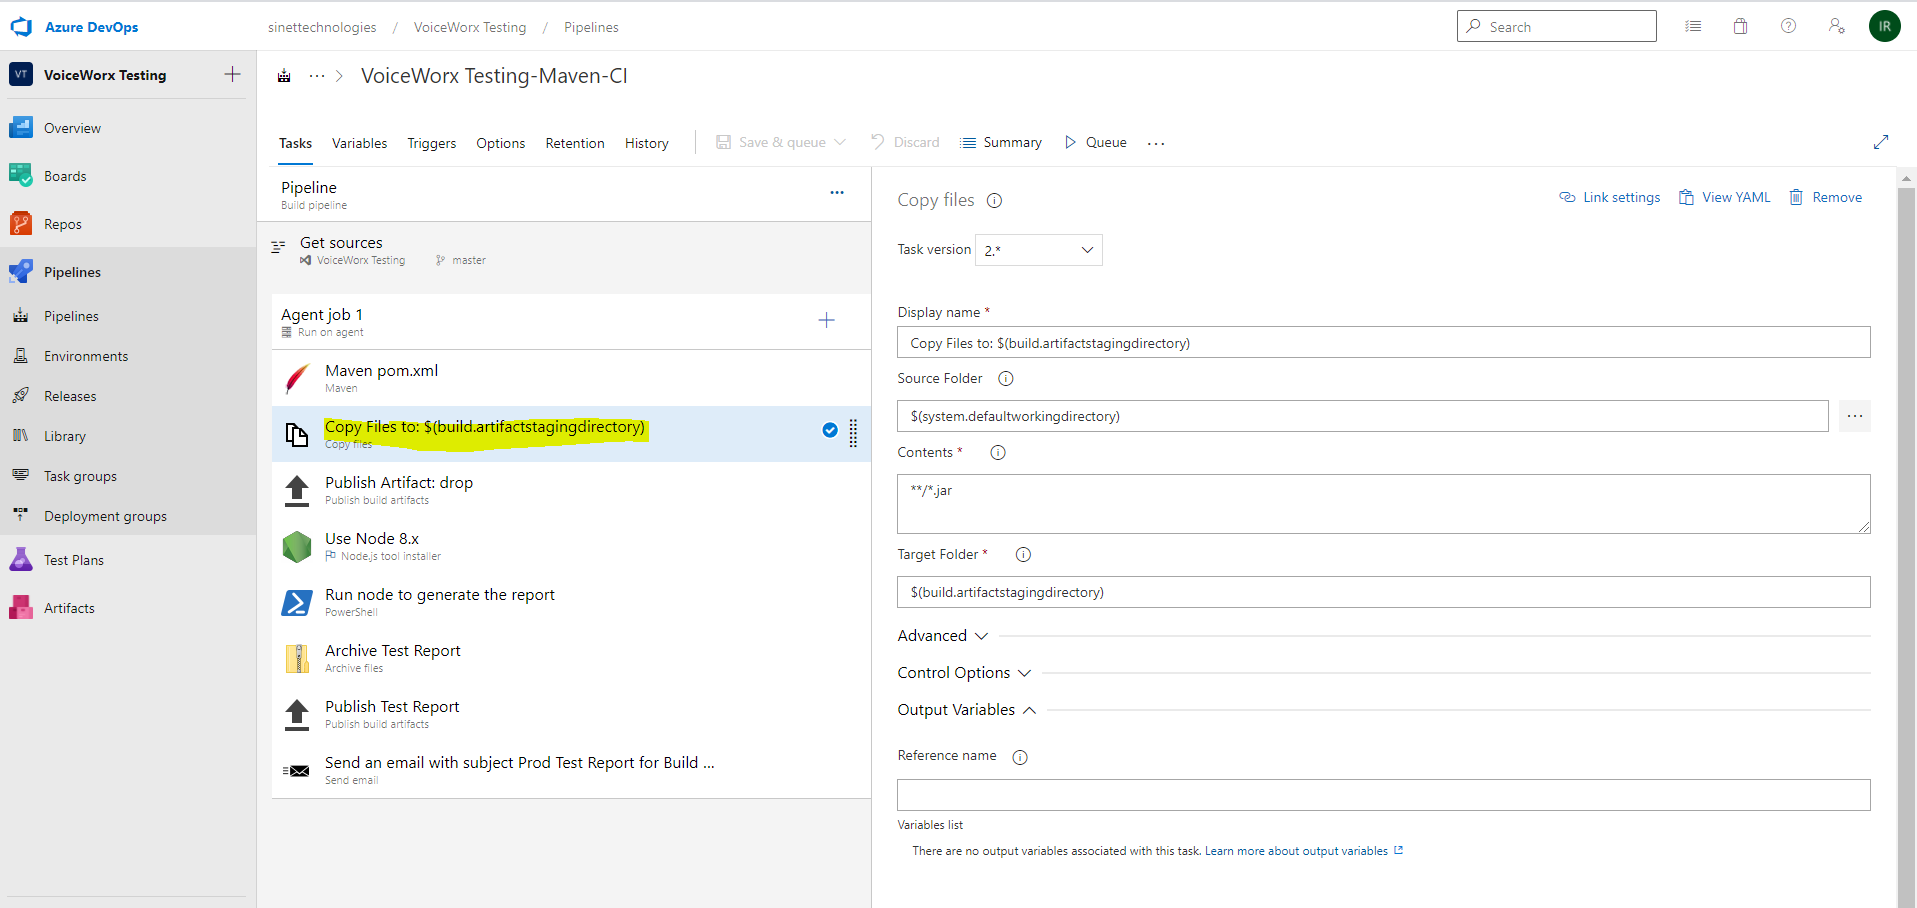 Azure DevOps
sinettechnologies / VoiceWorx Testing / Pipelines
Search
IR
VT VoiceWorx Testing
··· > VoiceWorx Testing-Maven-CI
Overview
Boards
Repos
Pipelines
Pipelines
Environments
Releases
Library
Task groups
Deployment groups
Test Plans
Artifacts
Tasks Variables Triggers Options Retention History Save & queue Discard Summary Queue ···
Pipeline
Build pipeline
Get sources
VoiceWorx Testing master
Agent job 1
Run on agent
Maven pom.xml
Maven
Copy Files to: $(build.artifactstagingdirectory)
Copy files
Publish Artifact: drop
Publish build artifacts
Use Node 8.x
Node.js tool installer
Run node to generate the report
PowerShell
Archive Test Report
Archive files
Publish Test Report
Publish build artifacts
Send an email with subject Prod Test Report for Build ...
Send email
Copy files
Link settings View YAML Remove
Task version 2.*
Display name *
Copy Files to: $(build.artifactstagingdirectory)
Source Folder
$(system.defaultworkingdirectory)
Contents *
**/*.jar
Target Folder *
$(build.artifactstagingdirectory)
Advanced
Control Options
Output Variables
Reference name
Variables list
There are no output variables associated with this task. Learn more about output variables